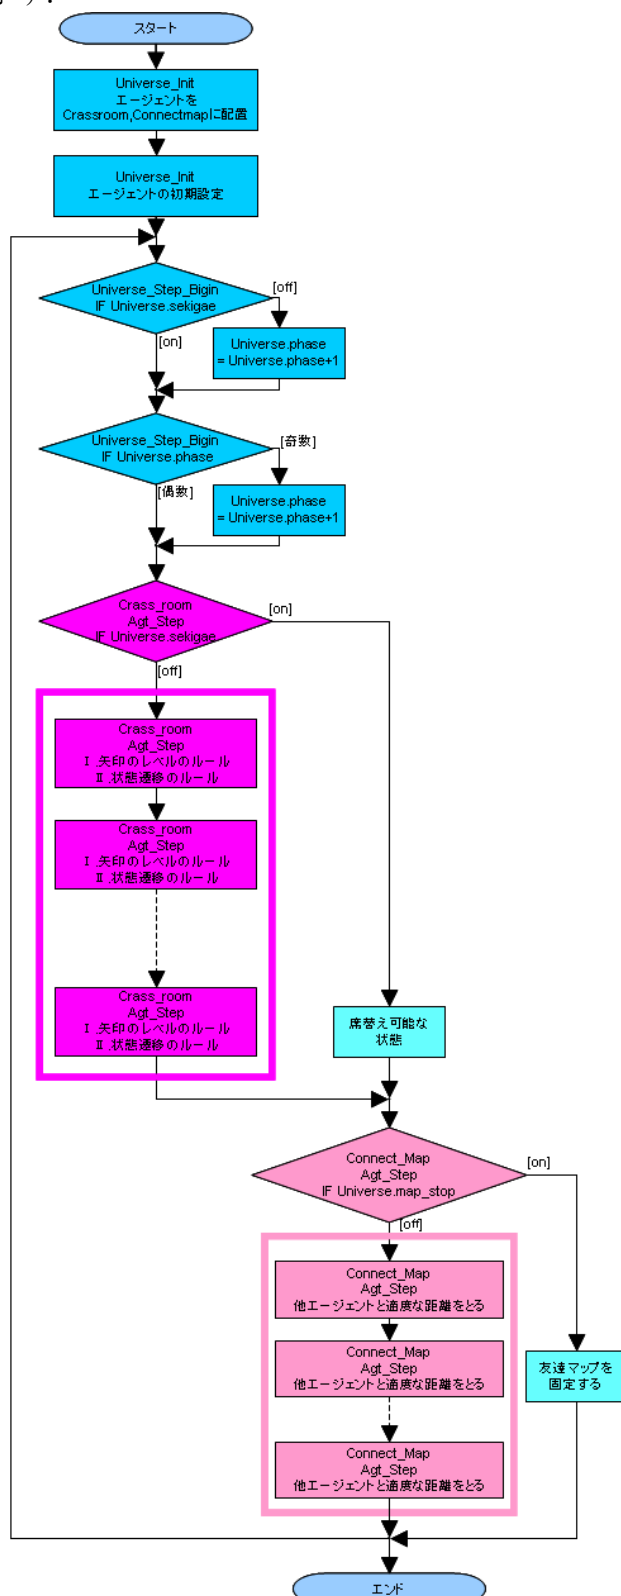 スタート
Universe_Init
エージェントを
Crassroom,Connectmapに配置
Universe_Init
エージェントの初期設定
Universe_Step_Bigin
IF Universe.sekigae
[off]
[on]
Universe.phase
= Universe.phase+1
Universe_Step_Bigin
IF Universe.phase
[奇数]
[偶数]
Universe.phase
= Universe.phase+1
Crass_room
Agt_Step
IF Universe.sekigae
[on]
[off]
Crass_room
Agt_Step
Ⅰ.矢印のレベルのルール
Ⅱ.状態遷移のルール
Crass_room
Agt_Step
Ⅰ.矢印のレベルのルール
Ⅱ.状態遷移のルール
Crass_room
Agt_Step
Ⅰ.矢印のレベルのルール
Ⅱ.状態遷移のルール
席替え可能な
状態
Connect_Map
Agt_Step
IF Universe.map_stop
[on]
[off]
Connect_Map
Agt_Step
他エージェントと適度な距離をとる
Connect_Map
Agt_Step
他エージェントと適度な距離をとる
友達マップを
固定する
Connect_Map
Agt_Step
他エージェントと適度な距離をとる
エンド